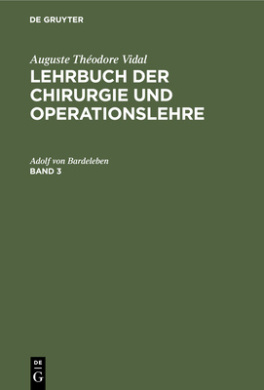 DE GRUYTER
Auguste Théodore Vidal
LEHRBUCH DER
CHIRURGIE UND
OPERATIONSLEHRE
Adolf von Bardeleben
BAND 3
DE
G